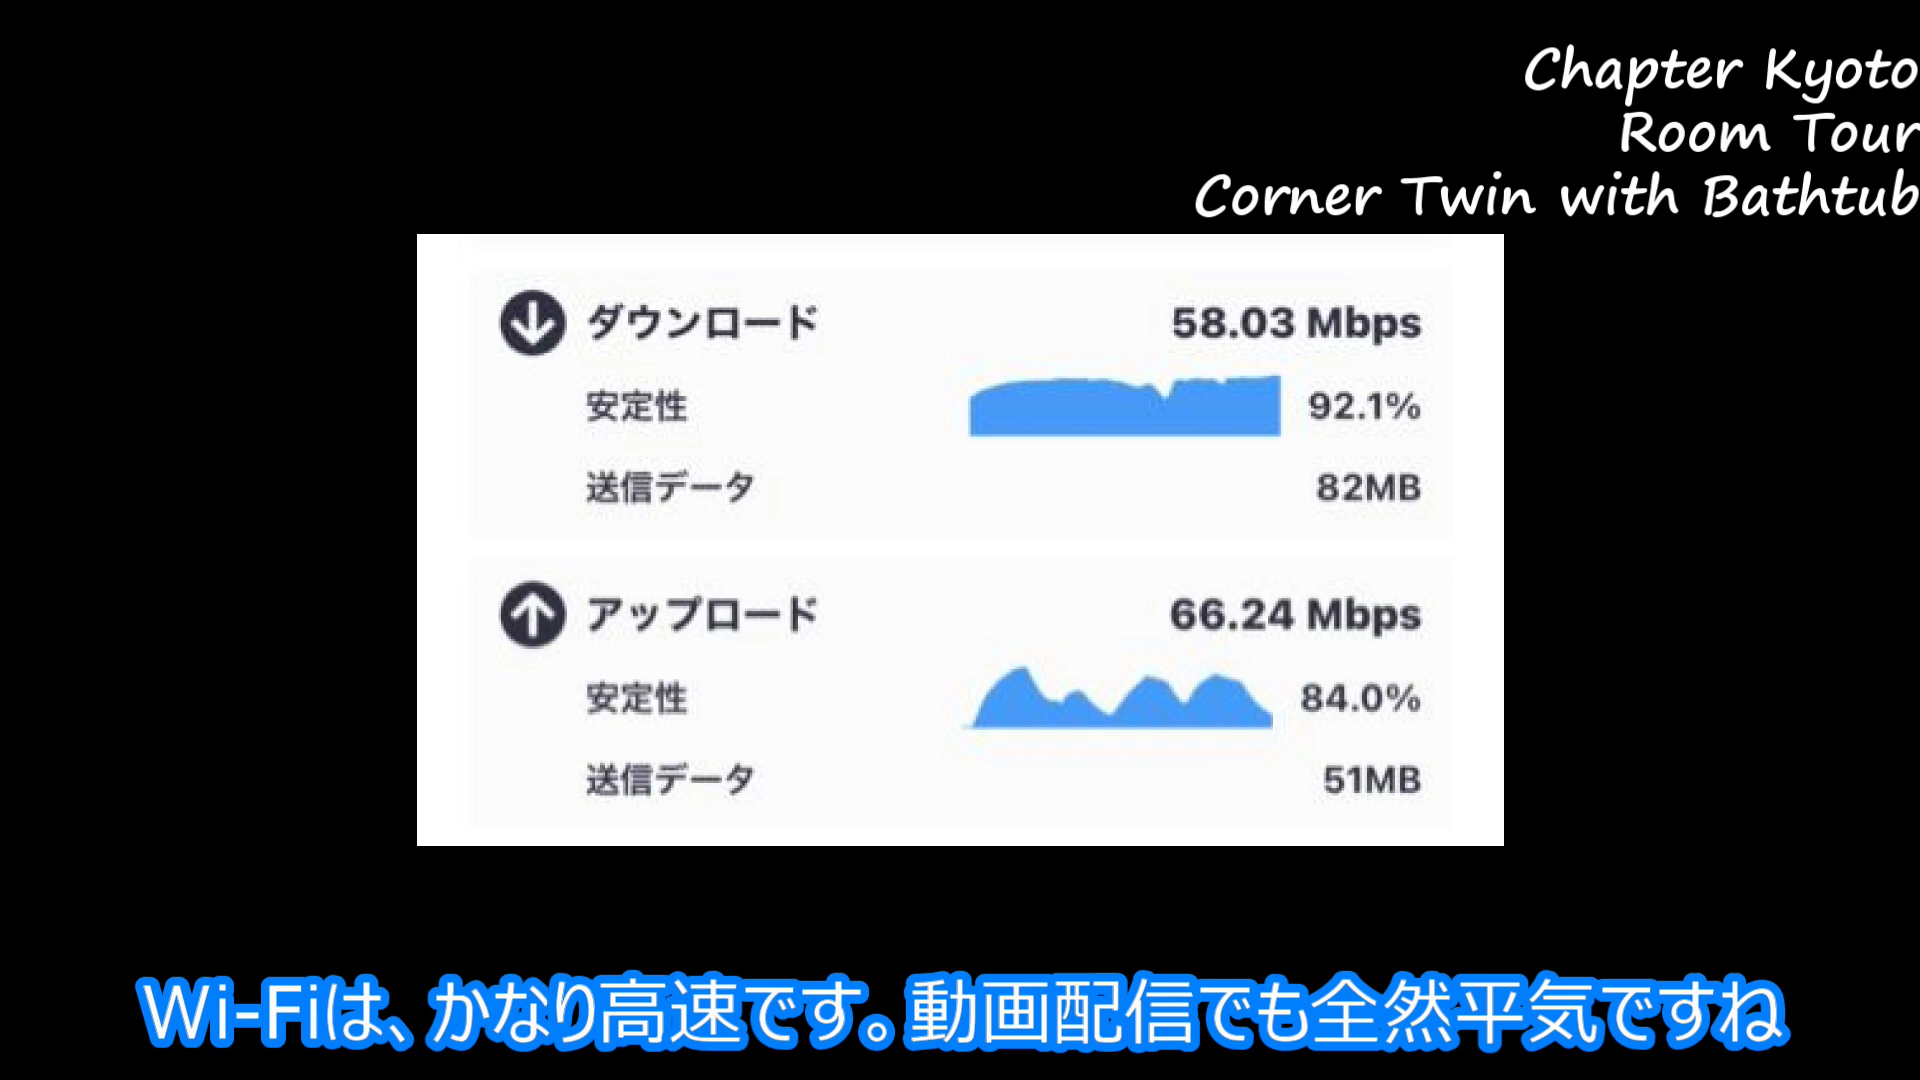 Chapter Kyoto
Room Tour
Corner Twin with Bathtub
ダウンロード 58.03 Mbps
安定性 92.1%
送信データ 82MB
アップロード 66.24 Mbps
安定性 84.0%
送信データ 51MB
Wi-Fiは、かなり高速です。動画配信でも全然平気ですね